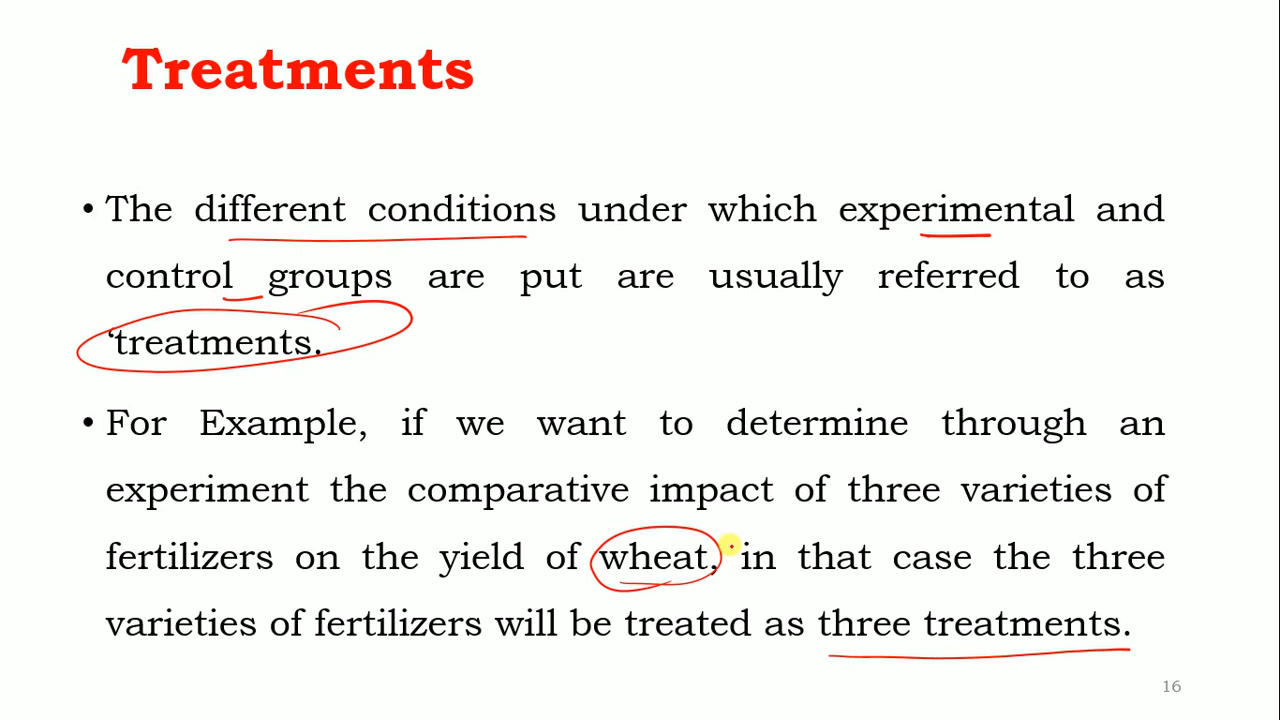 Treatments
• The different conditions under which experimental and
control groups are put are usually referred to as
‘treatments.
• For Example, if we want to determine through an
experiment the comparative impact of three varieties of
fertilizers on the yield of wheat, in that case the three
varieties of fertilizers will be treated as three treatments.
16